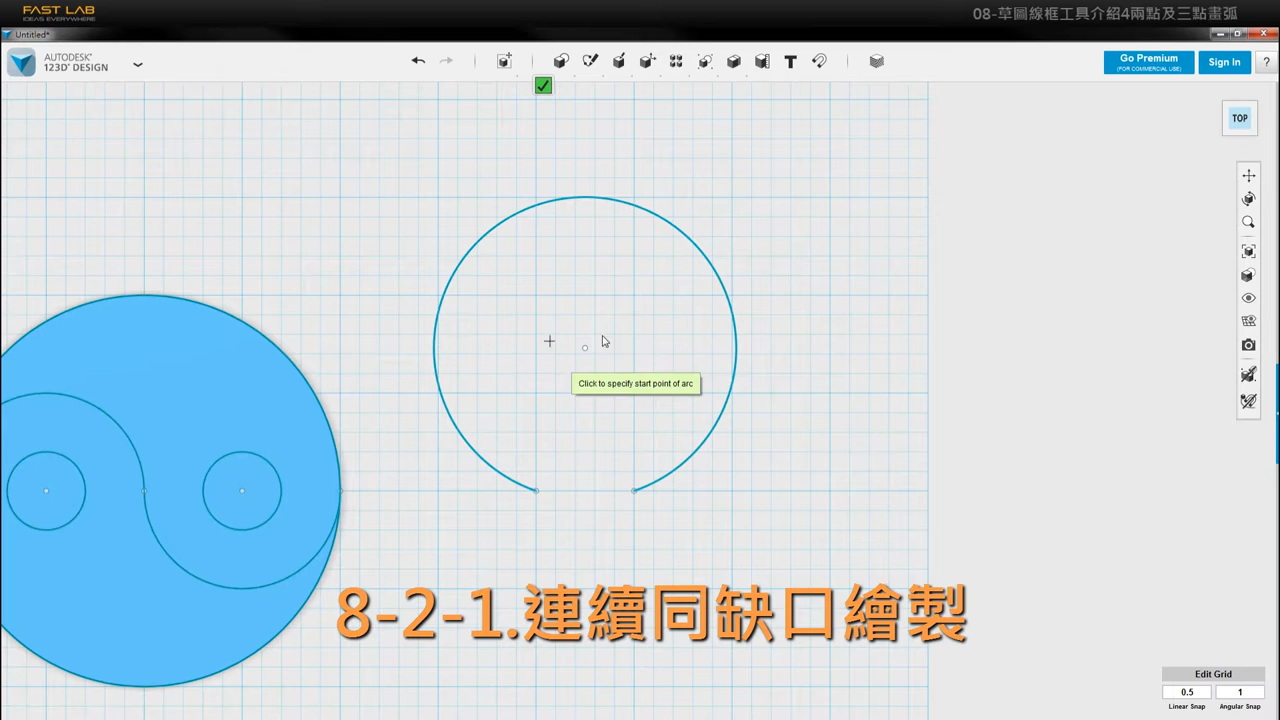 FAST LAB
IDEAS EVERYWHERE
08-草圖線框工具介紹4兩點及三點畫弧
Untitled*
AUTODESK®
123D® DESIGN
T
Go Premium
(FOR COMMERCIAL USE)
Sign In
?
TOP
Click to specify start point of arc
8-2-1.連續同缺口繪製
Edit Grid
0.5
1
Linear Snap
Angular Snap